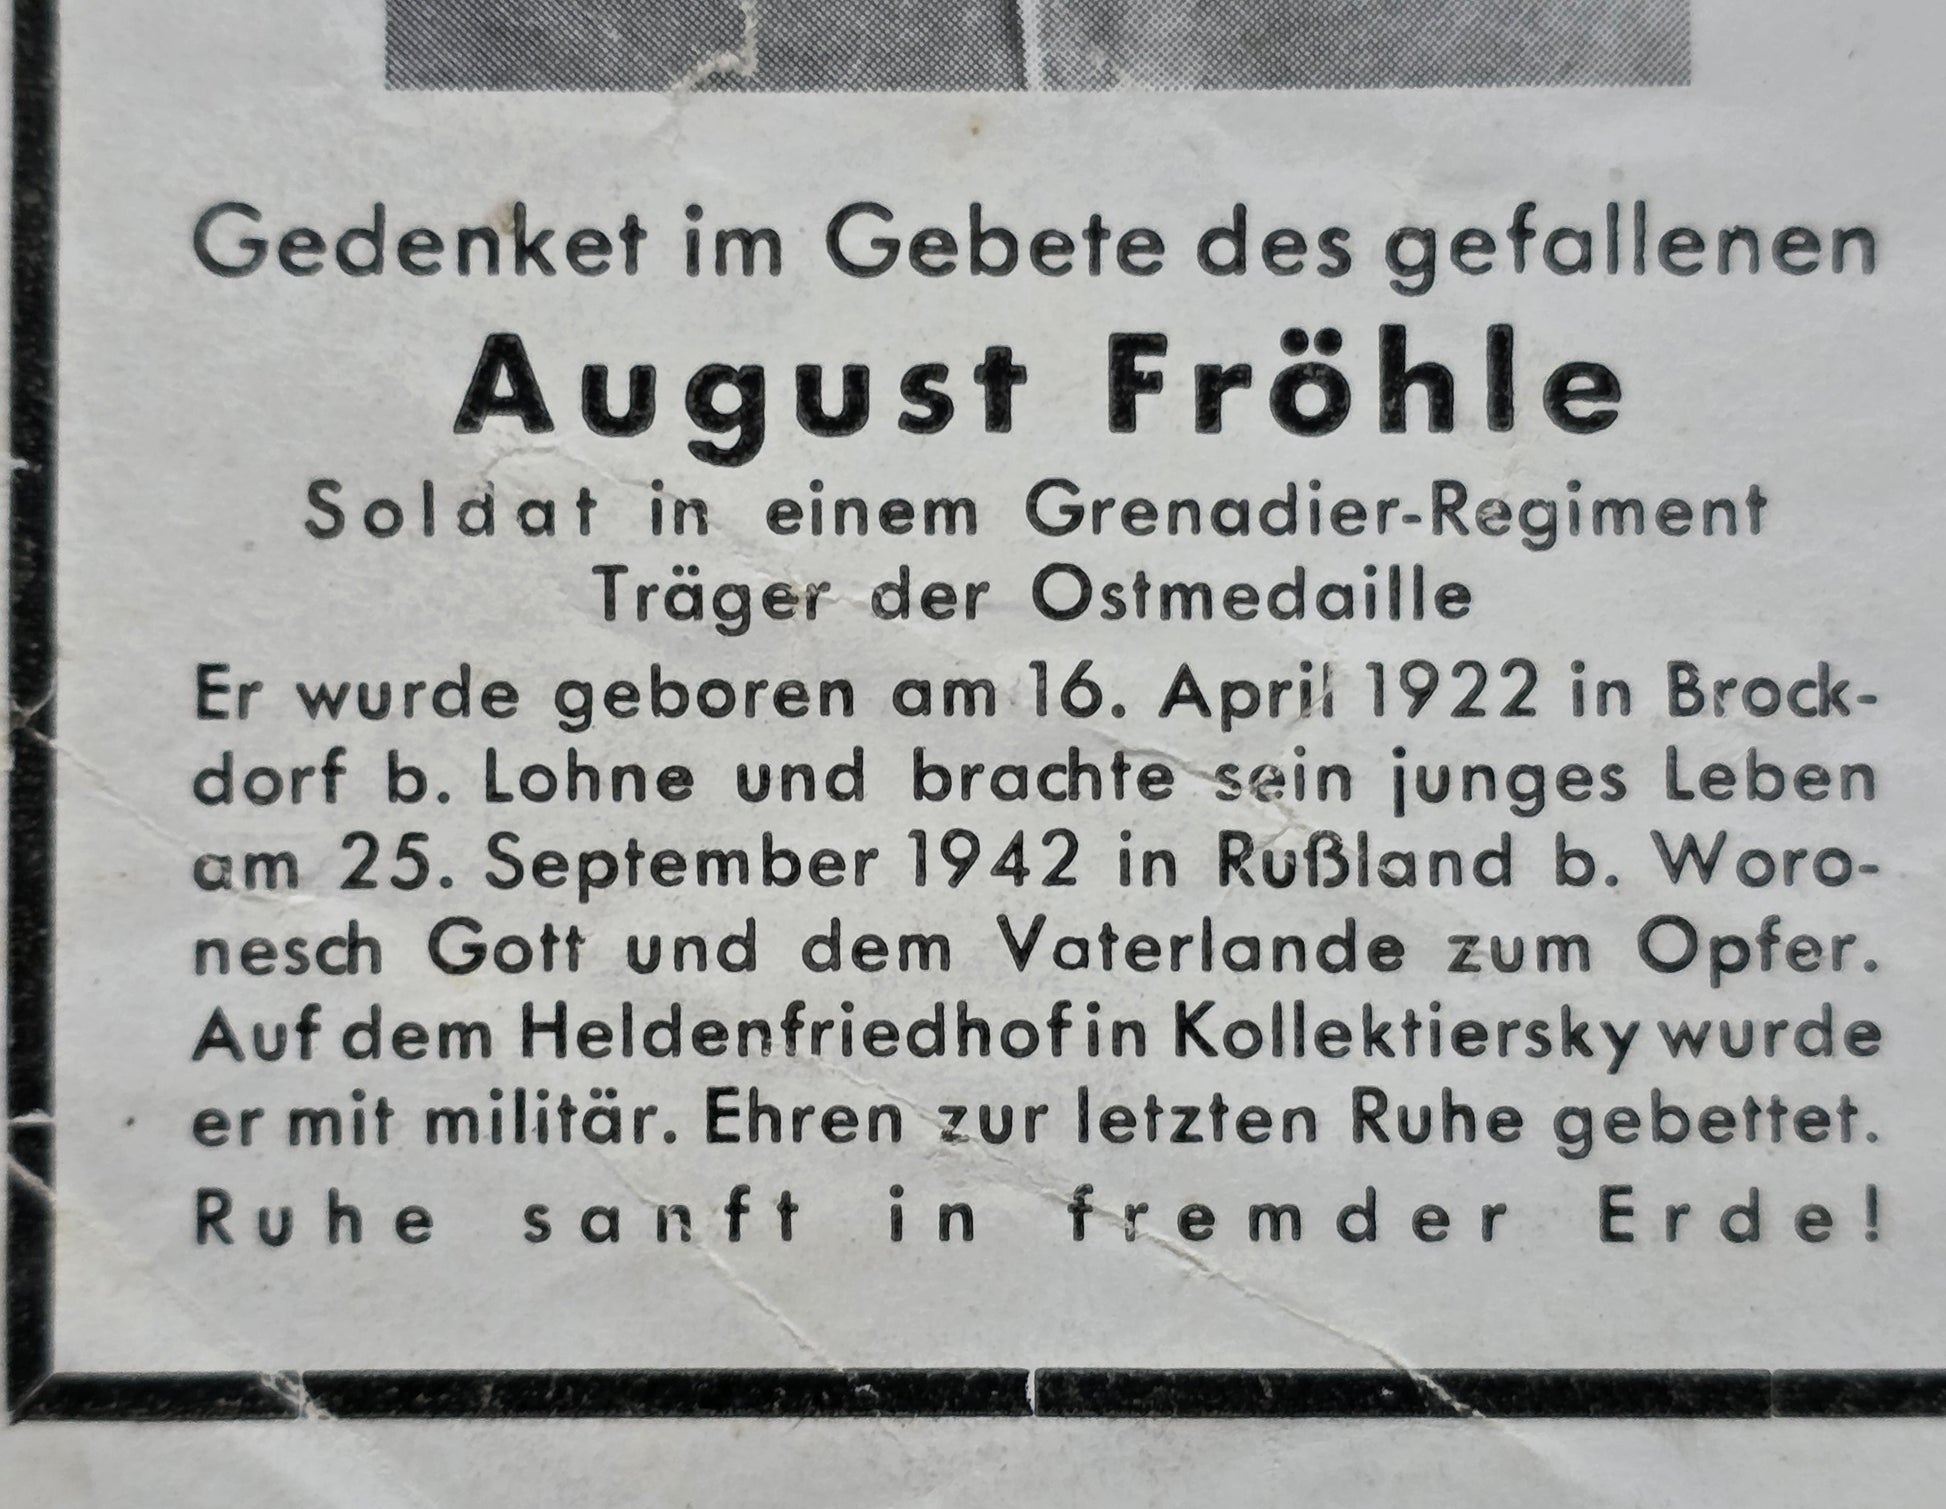 Gedenket im Gebete des gefallenen
August Fröhle
Soldat in einem Grenadier-Regiment
Träger der Ostmedaille
Er wurde geboren am 16. April 1922 in Brock-
dorf b. Lohne und brachte sein junges Leben
am 25. September 1942 in Rußland b. Woro-
nesch Gott und dem Vaterlande zum Opfer.
Auf dem Heldenfriedhof in Kollektiersky wurde
er mit militär. Ehren zur letzten Ruhe gebettet.
Ruhe sanft in fremder Erde!